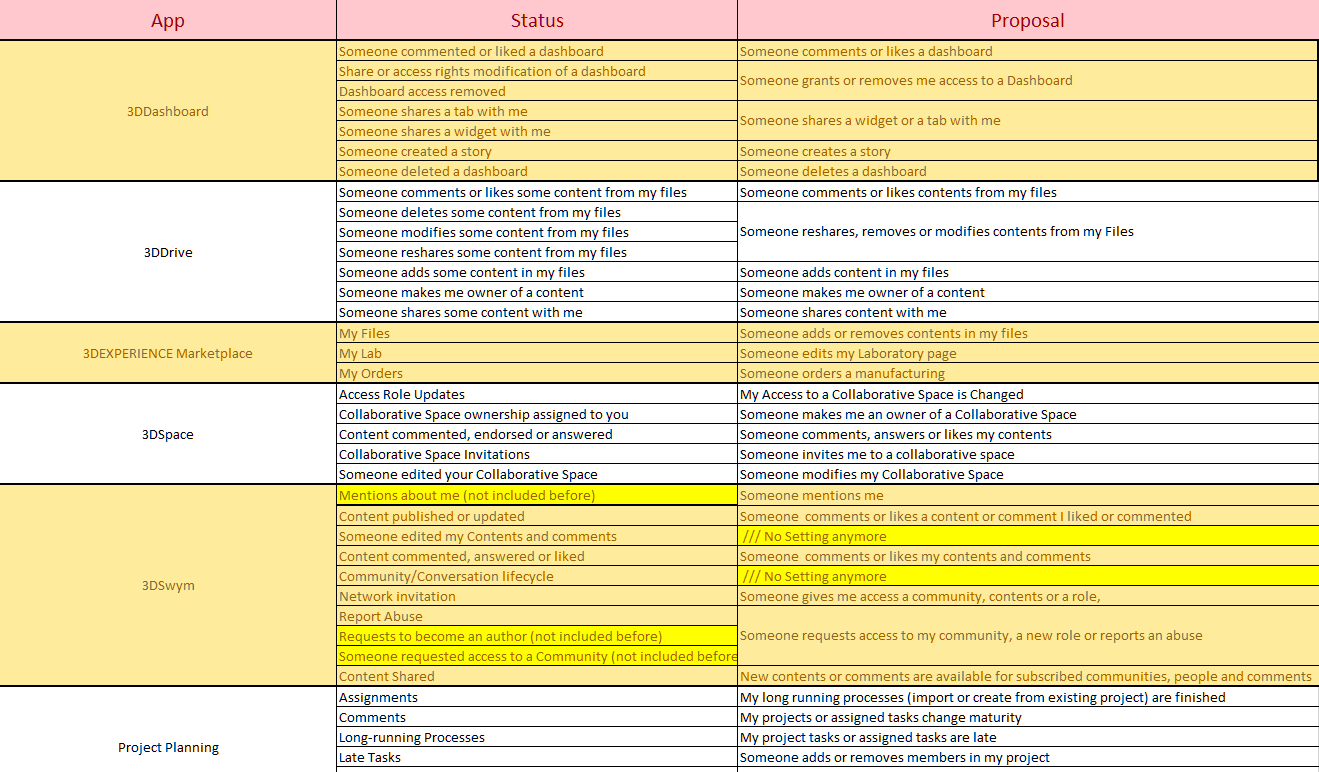 App Status Proposal
3DDashboard
Someone commented or liked a dashboard Someone comments or likes a dashboard
Share or access rights modification of a dashboard Someone grants or removes me access to a Dashboard
Dashboard access removed
Someone shares a tab with me Someone shares a widget or a tab with me
Someone shares a widget with me
Someone created a story Someone creates a story
Someone deleted a dashboard Someone deletes a dashboard
3DDrive
Someone comments or likes some content from my files Someone comments or likes contents from my files
Someone deletes some content from my files Someone reshares, removes or modifies contents from my Files
Someone modifies some content from my files
Someone reshares some content from my files
Someone adds some content in my files Someone adds content in my files
Someone makes me owner of a content Someone makes me owner of a content
Someone shares some content with me Someone shares content with me
3DEXPERIENCE Marketplace
My Files Someone adds or removes contents in my files
My Lab Someone edits my Laboratory page
My Orders Someone orders a manufacturing
3DSpace
Access Role Updates My Access to a Collaborative Space is Changed
Collaborative Space ownership assigned to you Someone makes me an owner of a Collaborative Space
Content commented, endorsed or answered Someone comments, answers or likes my contents
Collaborative Space Invitations Someone invites me to a collaborative space
Someone edited your Collaborative Space Someone modifies my Collaborative Space
3DSwym
Mentions about me (not included before) Someone mentions me
Content published or updated Someone  comments or likes a content or comment I liked or commented
Someone edited my Contents and comments /// No Setting anymore
Content commented, answered or liked Someone  comments or likes my contents and comments
Community/Conversation lifecycle /// No Setting anymore
Network invitation Someone gives me access a community, contents or a role,
Report Abuse Someone requests access to my community, a new role or reports an abuse
Requests to become an author (not included before)
Someone requested access to a Community (not included before
Content Shared New contents or comments are available for subscribed communities, people and comments
Project Planning
Assignments My long running processes (import or create from existing project) are finished
Comments My projects or assigned tasks change maturity
Long-running Processes My project tasks or assigned tasks are late
Late Tasks Someone adds or removes members in my project